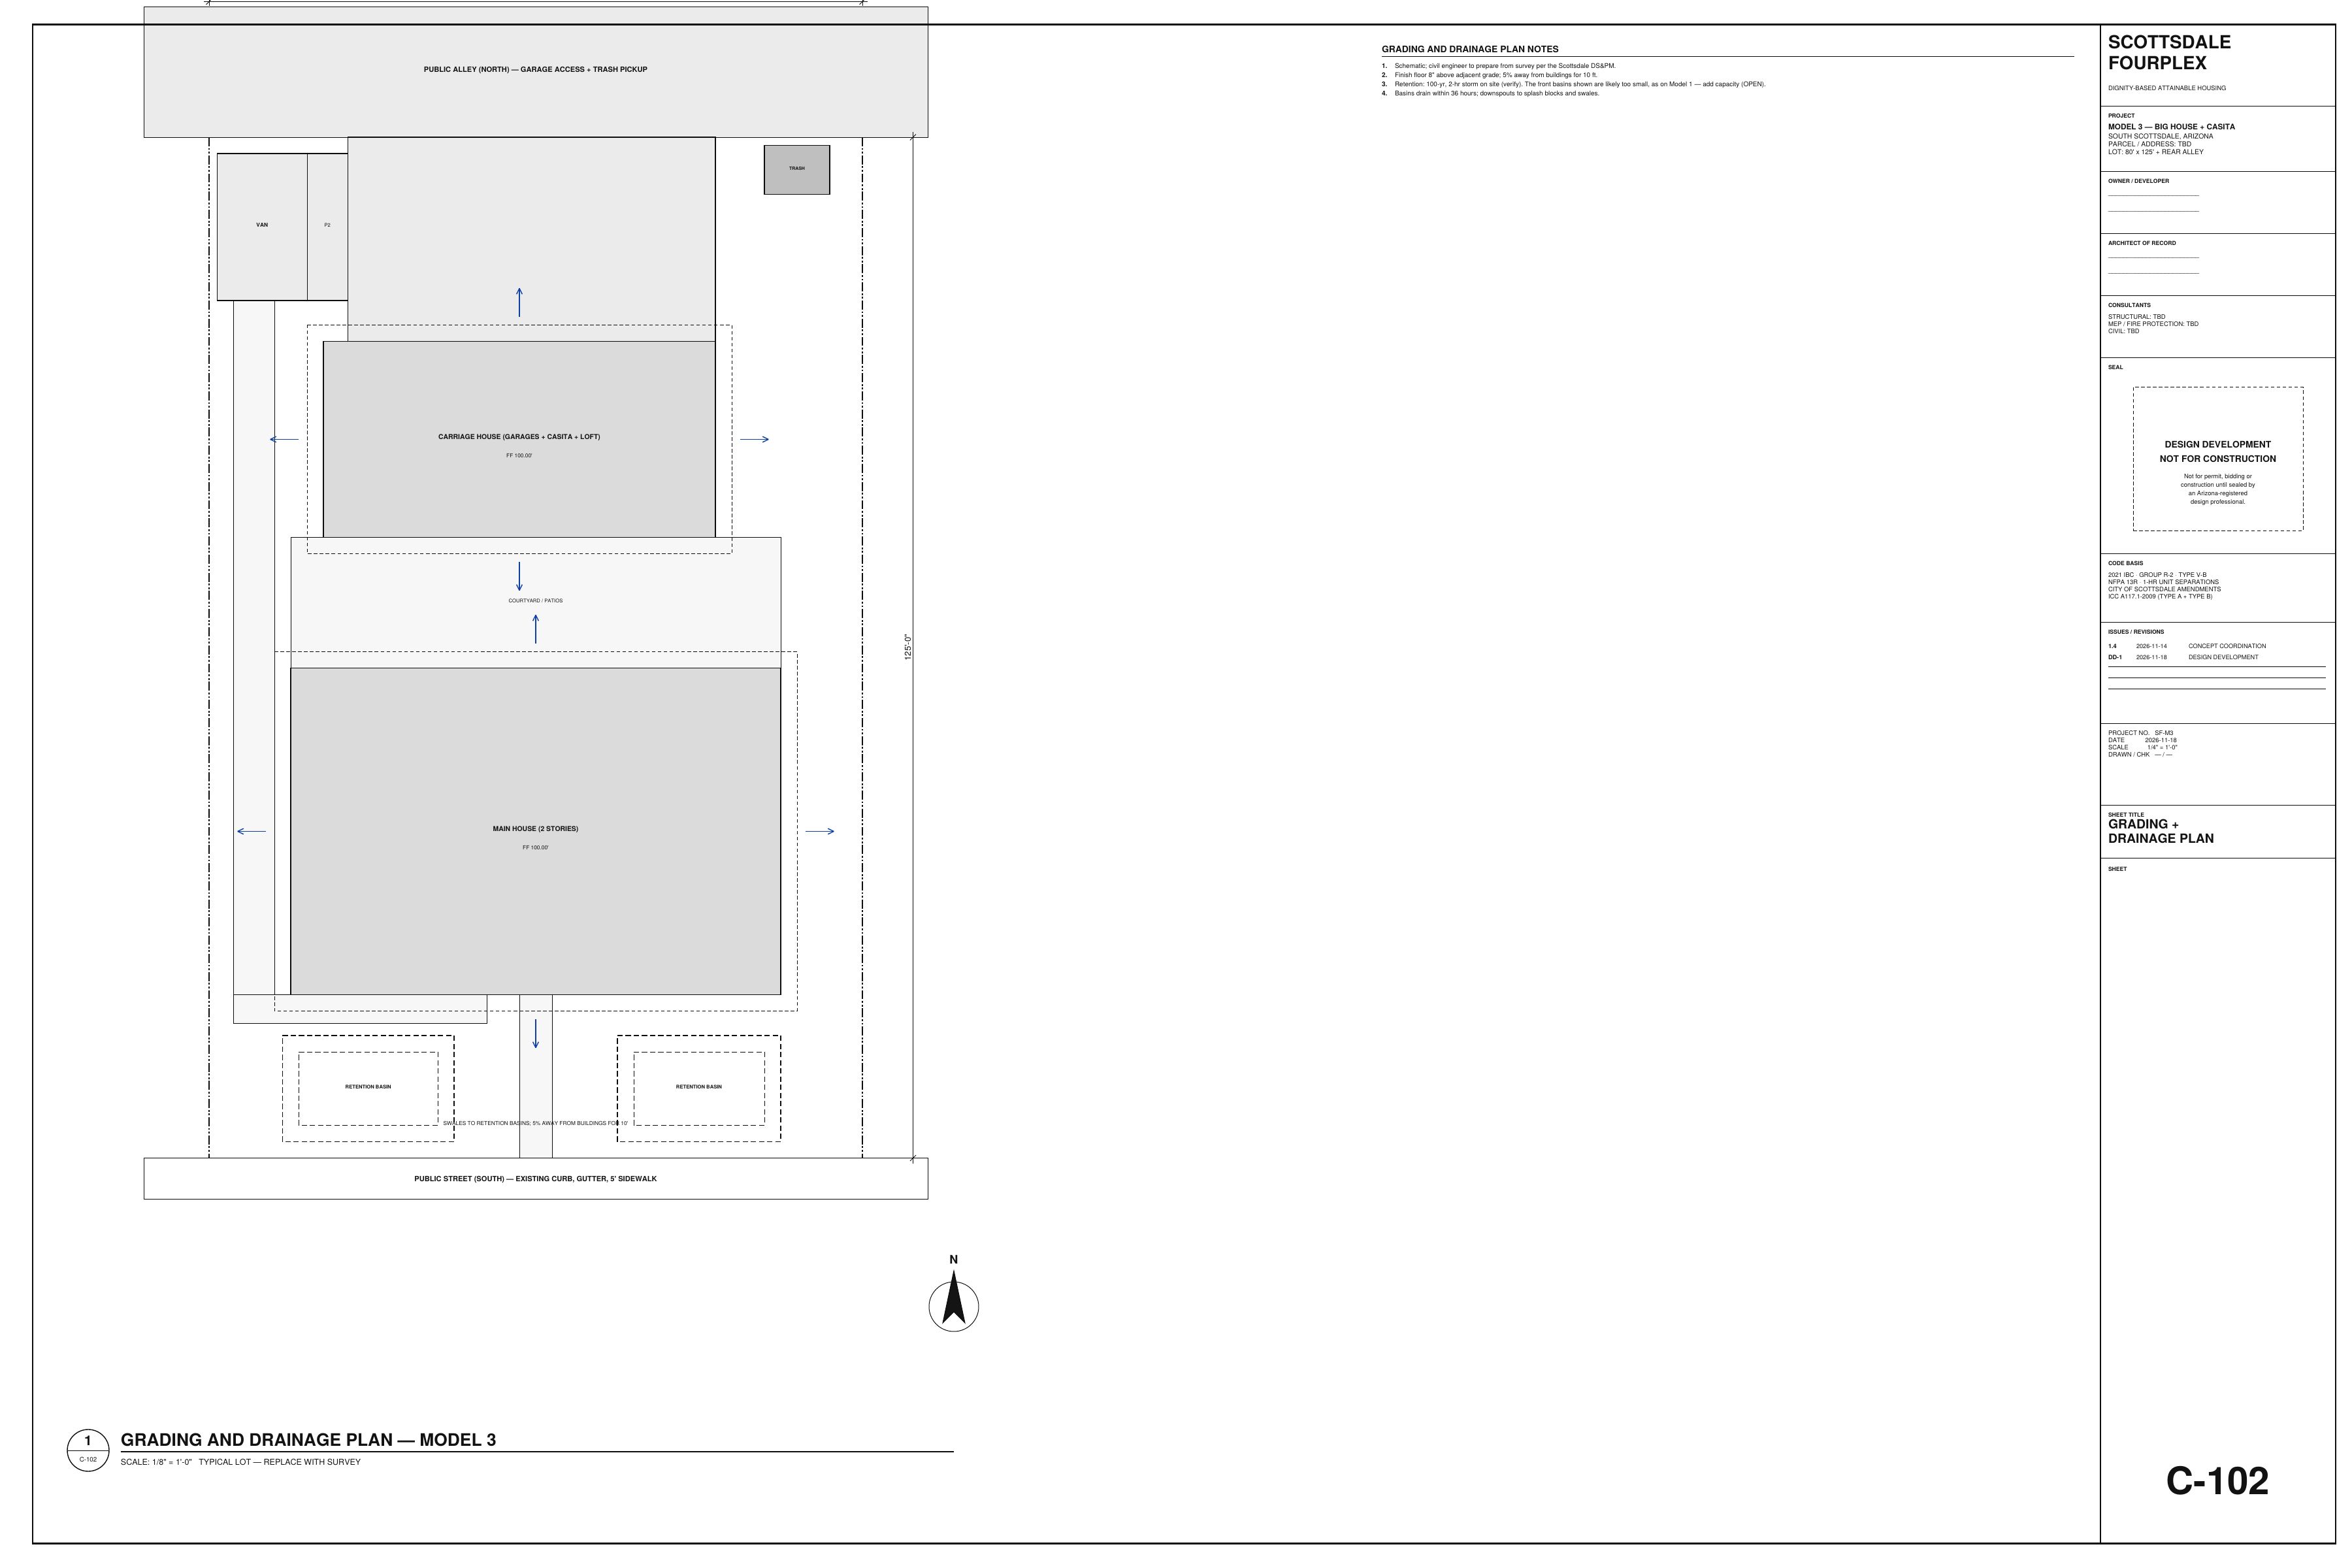 PUBLIC ALLEY (NORTH) — GARAGE ACCESS + TRASH PICKUP
TRASH
VAN
P2
CARRIAGE HOUSE (GARAGES + CASITA + LOFT)
FF 100.00'
COURTYARD / PATIOS
125'-0"
MAIN HOUSE (2 STORIES)
FF 100.00'
RETENTION BASIN
RETENTION BASIN
SWALES TO RETENTION BASINS; 5% AWAY FROM BUILDINGS FOR 10'
PUBLIC STREET (SOUTH) — EXISTING CURB, GUTTER, 5' SIDEWALK
N
1
C-102
GRADING AND DRAINAGE PLAN — MODEL 3
SCALE: 1/8" = 1'-0" TYPICAL LOT — REPLACE WITH SURVEY
GRADING AND DRAINAGE PLAN NOTES
1. Schematic; civil engineer to prepare from survey per the Scottsdale DS&PM.
2. Finish floor 8" above adjacent grade; 5% away from buildings for 10 ft.
3. Retention: 100-yr, 2-hr storm on site (verify). The front basins shown are likely too small, as on Model 1 — add capacity (OPEN).
4. Basins drain within 36 hours; downspouts to splash blocks and swales.
SCOTTSDALE
FOURPLEX
DIGNITY-BASED ATTAINABLE HOUSING
PROJECT
MODEL 3 — BIG HOUSE + CASITA
SOUTH SCOTTSDALE, ARIZONA
PARCEL / ADDRESS: TBD
LOT: 80' x 125' + REAR ALLEY
OWNER / DEVELOPER
ARCHITECT OF RECORD
CONSULTANTS
STRUCTURAL: TBD
MEP / FIRE PROTECTION: TBD
CIVIL: TBD
SEAL
DESIGN DEVELOPMENT
NOT FOR CONSTRUCTION
Not for permit, bidding or
construction until sealed by
an Arizona-registered
design professional.
CODE BASIS
2021 IBC · GROUP R-2 · TYPE V-B
NFPA 13R · 1-HR UNIT SEPARATIONS
CITY OF SCOTTSDALE AMENDMENTS
ICC A117.1-2009 (TYPE A + TYPE B)
ISSUES / REVISIONS
1.4 2026-11-14 CONCEPT COORDINATION
DD-1 2026-11-18 DESIGN DEVELOPMENT
PROJECT NO. SF-M3
DATE 2026-11-18
SCALE 1/4" = 1'-0"
DRAWN / CHK — / —
SHEET TITLE
GRADING +
DRAINAGE PLAN
SHEET
C-102